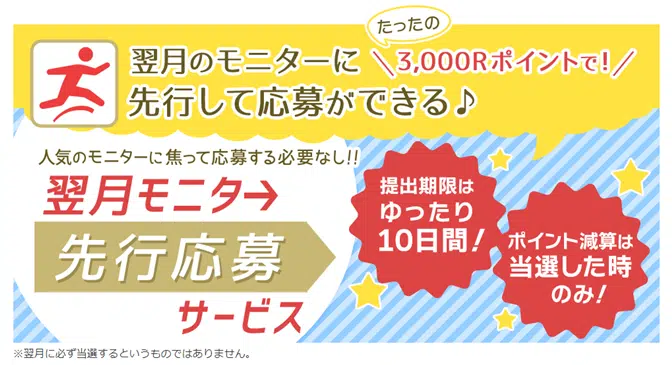 たったの
翌月のモニターに
＼3,000Rポイントで!／
先行して応募ができる♪
人気のモニターに焦って応募する必要なし!!
翌月モニター
先行応募
サービス
提出期限は
ゆったり
10日間!
ポイント減算は
当選した時
のみ!
※翌月に必ず当選するというものではありません。